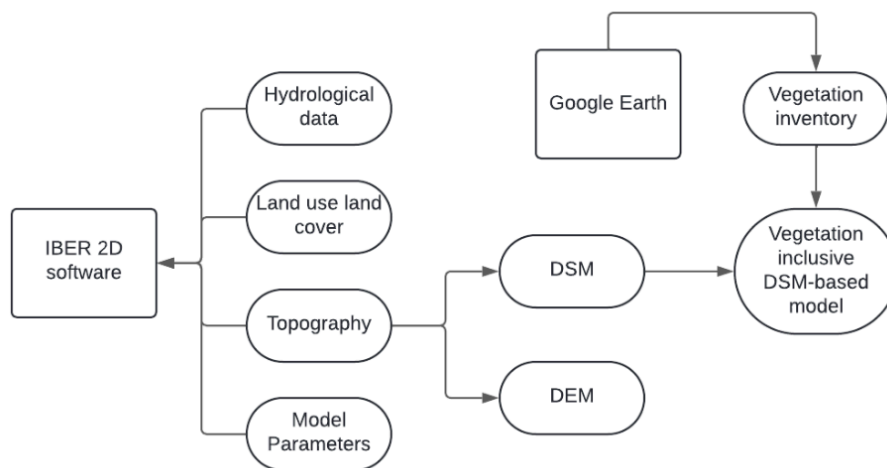 Google Earth
Vegetation
inventory
Hydrological
data
Land use land
cover
IBER 2D
software
Topography
DSM
Vegetation
inclusive
DSM-based
model
DEM
Model
Parameters